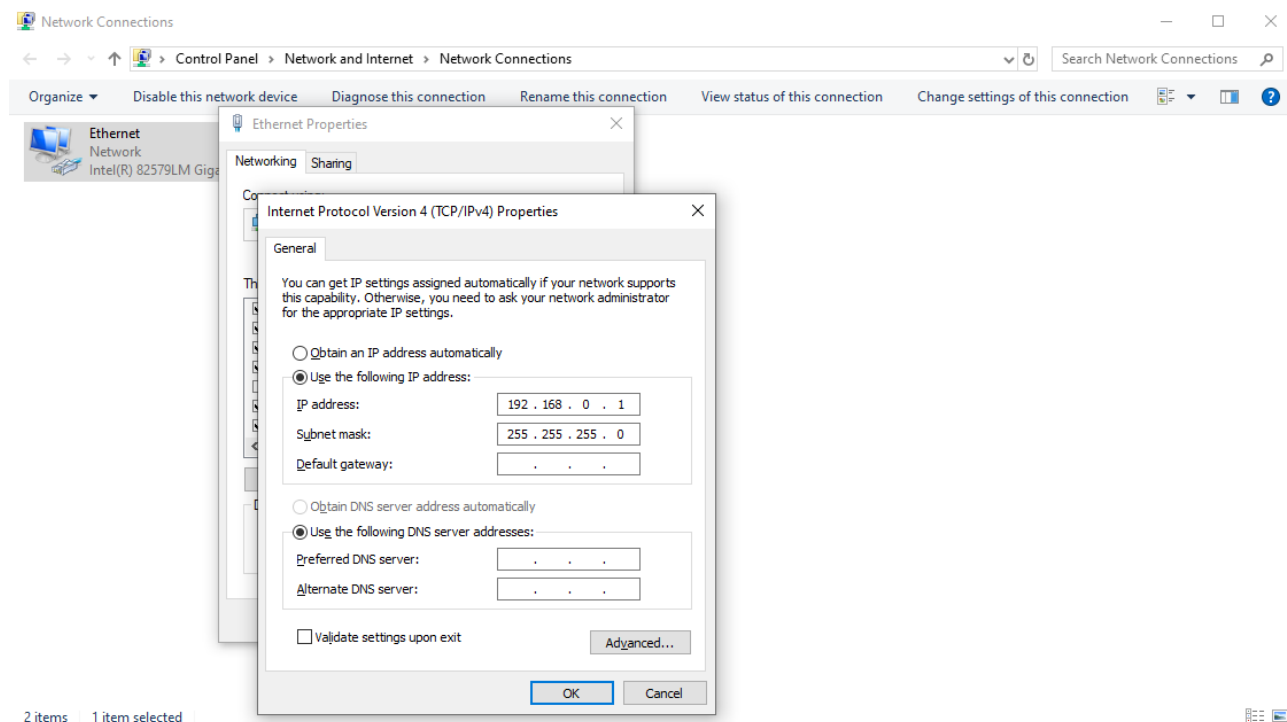 Network Connections
Control Panel > Network and Internet > Network Connections
Search Network Connections
Organize
Disable this network device
Diagnose this connection
Rename this connection
View status of this connection
Change settings of this connection
Ethernet
Network
Intel(R) 82579LM Giga
Ethernet Properties
Networking
Sharing
Internet Protocol Version 4 (TCP/IPv4) Properties
General
You can get IP settings assigned automatically if your network supports
this capability. Otherwise, you need to ask your network administrator
for the appropriate IP settings.
Obtain an IP address automatically
Use the following IP address:
IP address: 192 . 168 . 0 . 1
Subnet mask: 255 . 255 . 255 . 0
Default gateway: . . .
Obtain DNS server address automatically
Use the following DNS server addresses:
Preferred DNS server: . . .
Alternate DNS server: . . .
Validate settings upon exit
Advanced...
OK
Cancel
2 items
1 item selected